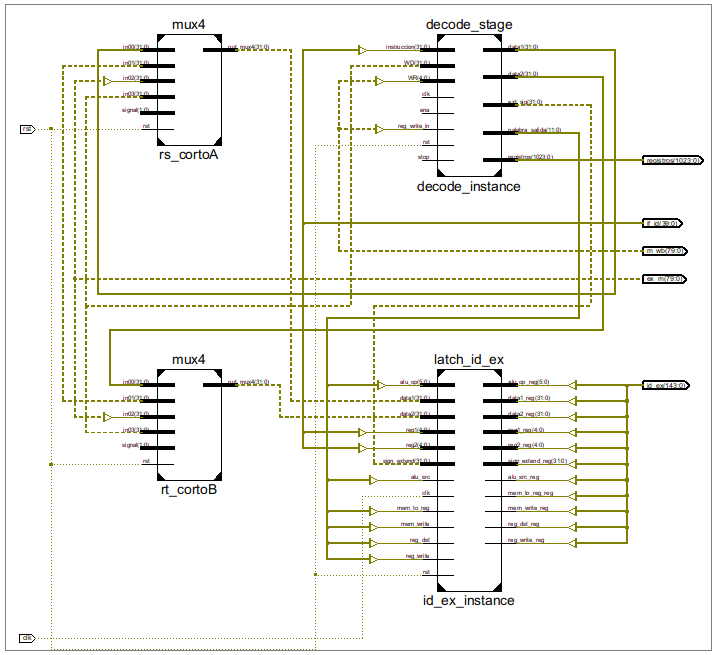 mux4
in00(31:0)
in01(31:0)
in02(31:0)
in03(31:0)
signal(1:0)
rst
out_mux4(31:0)
rs_cortoA
decode_stage
instruccion(31:0)
WD(31:0)
WR(4:0)
clk
ena
reg_write_in
rst
stop
data1(31:0)
data2(31:0)
ext_sig(31:0)
palabra_salida(11:0)
registros(1023:0)
decode_instance
rst
registros(1023:0)
if_id(39:0)
m_wb(79:0)
ex_m(79:0)
mux4
in00(31:0)
in01(31:0)
in02(31:0)
in03(31:0)
signal(1:0)
rst
out_mux4(31:0)
rt_cortoB
latch_id_ex
alu_op(5:0)
data1(31:0)
data2(31:0)
reg1(4:0)
reg2(4:0)
sign_extend(31:0)
alu_src
clk
mem_to_reg
mem_write
reg_dst
reg_write
rst
alu_op_reg(5:0)
data1_reg(31:0)
data2_reg(31:0)
reg1_reg(4:0)
reg2_reg(4:0)
sign_extend_reg(31:0)
alu_src_reg
mem_to_reg_reg
mem_write_reg
reg_dst_reg
reg_write_reg
id_ex_instance
id_ex(143:0)
clk